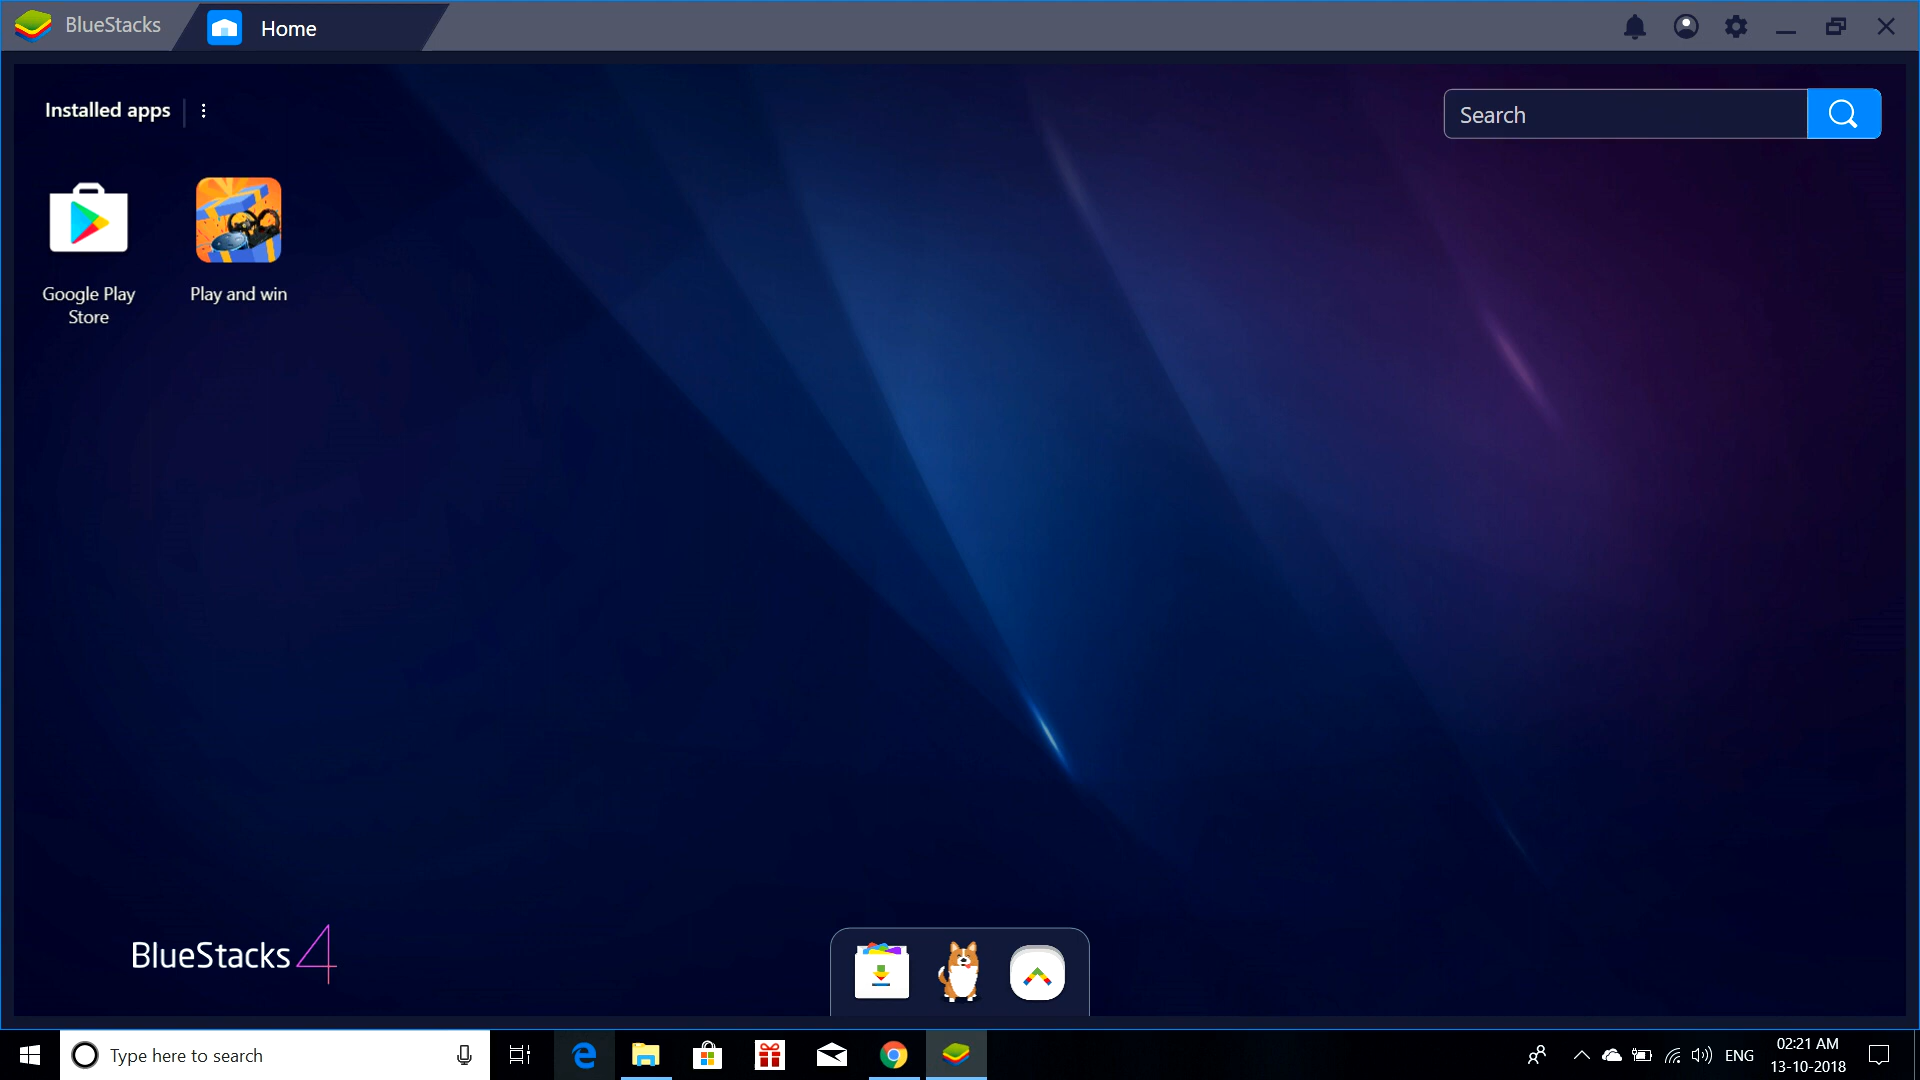 BlueStacks
Home
Installed apps
Search
Google Play
Store
Play and win
BlueStacks 4
Type here to search
ENG
02:21 AM
13-10-2018